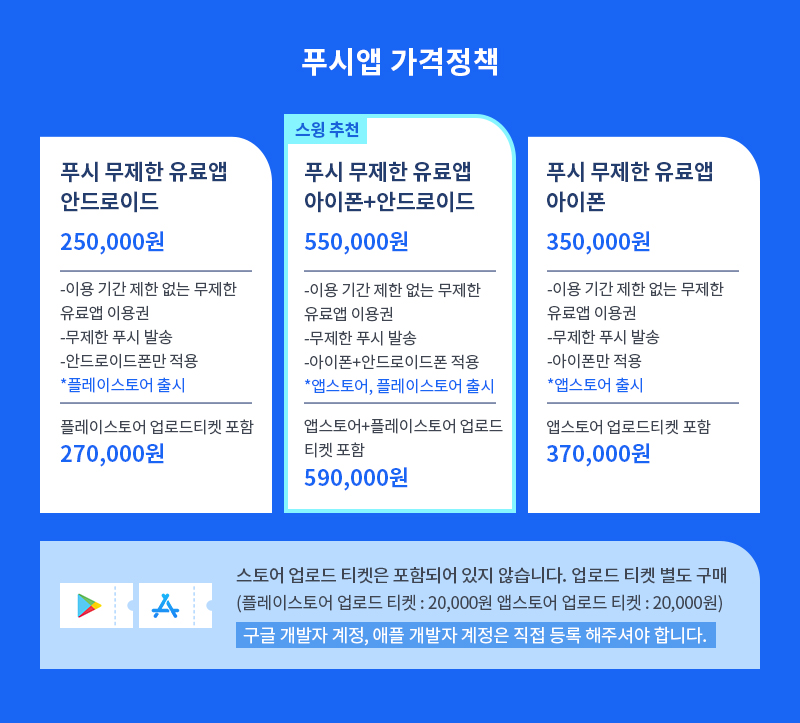 푸시앱 가격정책
푸시 무제한 유료앱
안드로이드
250,000원
-이용 기간 제한 없는 무제한
유료앱 이용권
-무제한 푸시 발송
-안드로이드폰만 적용
*플레이스토어 출시
플레이스토어 업로드티켓 포함
270,000원
스윙 추천
푸시 무제한 유료앱
아이폰+안드로이드
550,000원
-이용 기간 제한 없는 무제한
유료앱 이용권
-무제한 푸시 발송
-아이폰+안드로이드폰 적용
*앱스토어, 플레이스토어 출시
앱스토어+플레이스토어 업로드
티켓 포함
590,000원
푸시 무제한 유료앱
아이폰
350,000원
-이용 기간 제한 없는 무제한
유료앱 이용권
-무제한 푸시 발송
-아이폰만 적용
*앱스토어 출시
앱스토어 업로드티켓 포함
370,000원
스토어 업로드 티켓은 포함되어 있지 않습니다. 업로드 티켓 별도 구매
(플레이스토어 업로드 티켓 : 20,000원 앱스토어 업로드 티켓 : 20,000원)
구글 개발자 계정, 애플 개발자 계정은 직접 등록 해주셔야 합니다.